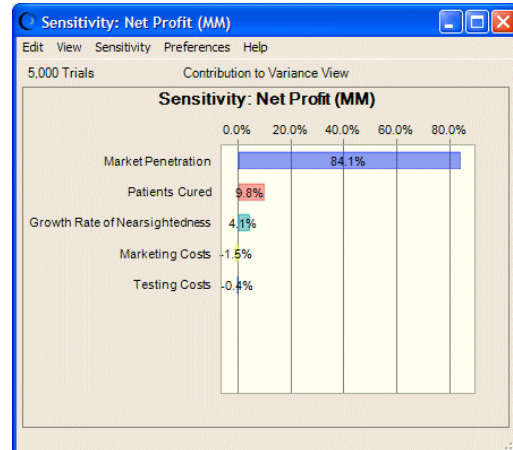 Sensitivity: Net Profit (MM)
Edit View Sensitivity Preferences Help
5,000 Trials Contribution to Variance View
Sensitivity: Net Profit (MM)
0.0% 20.0% 40.0% 60.0% 80.0%
Market Penetration 84.1%
Patients Cured 9.8%
Growth Rate of Nearsightedness 4.1%
Marketing Costs -1.5%
Testing Costs -0.4%